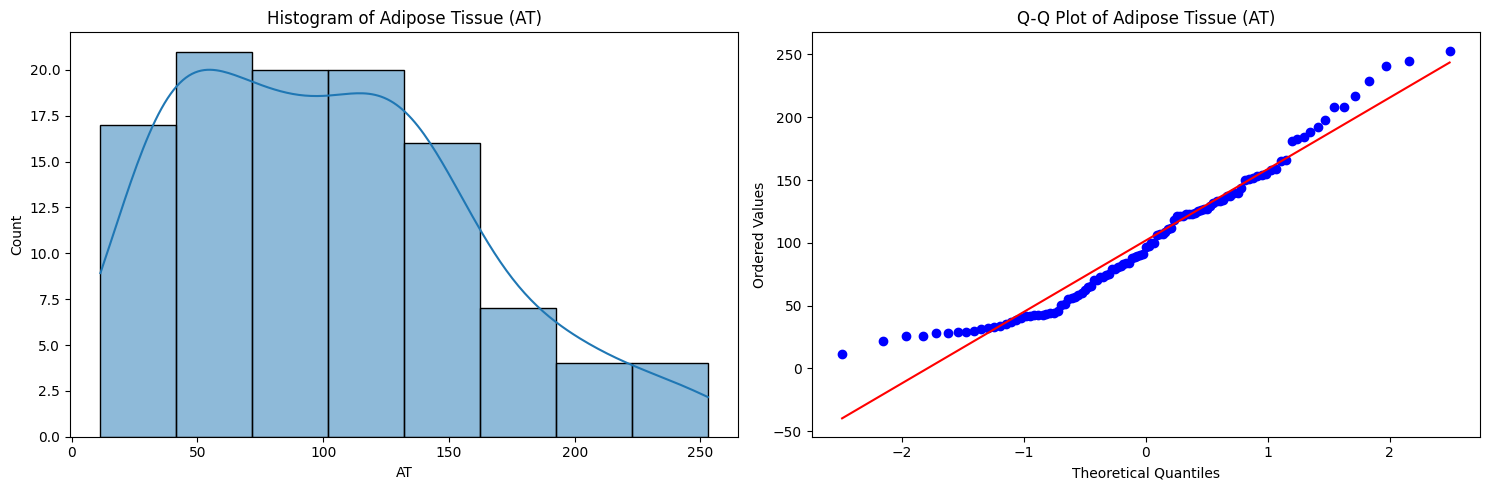 Histogram of Adipose Tissue (AT)
20.0
17.5
15.0
12.5
10.0
7.5
5.0
2.5
0.0
Count
0 50 100 150 200 250
AT
Q-Q Plot of Adipose Tissue (AT)
250
200
150
100
50
0
−50
Ordered Values
−2 −1 0 1 2
Theoretical Quantiles